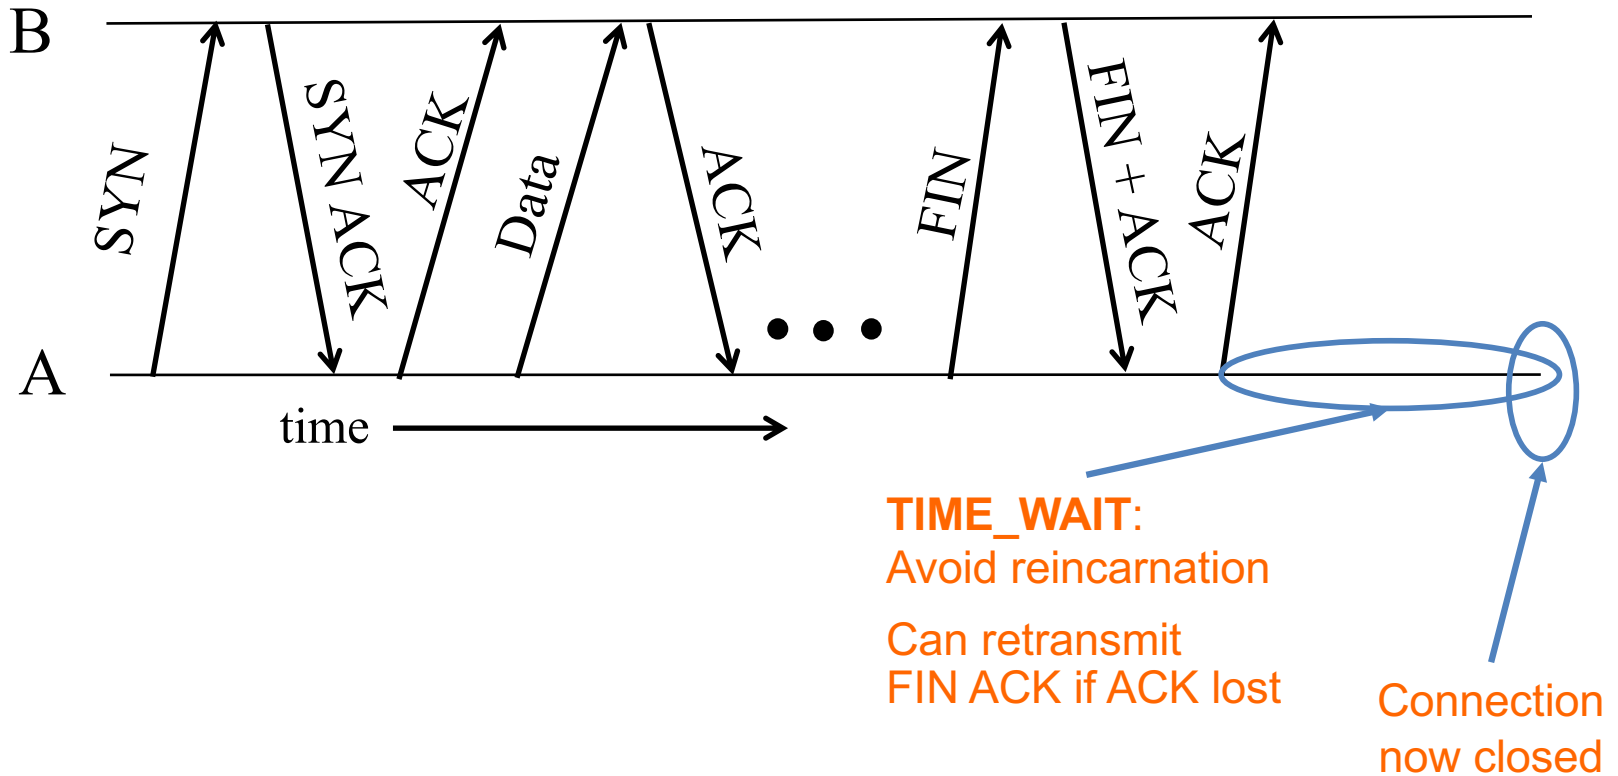 B
SYN
SYN ACK
ACK
Data
ACK
FIN
FIN + ACK
ACK
A
time
TIME_WAIT:
Avoid reincarnation
Can retransmit
FIN ACK if ACK lost
Connection
now closed